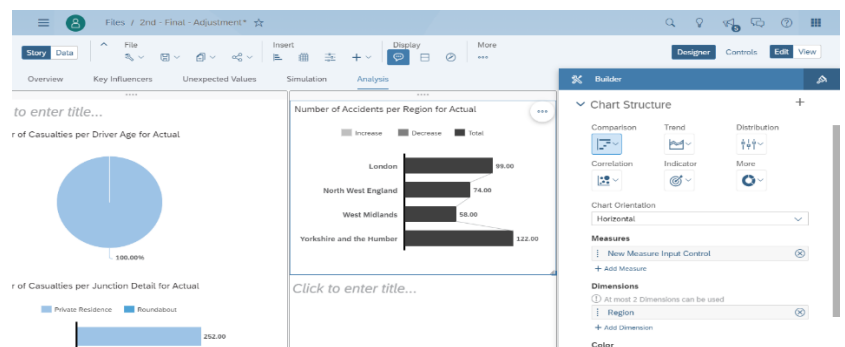 Files / 2nd - Final - Adjustment*
Story Data
File
Insert
Display
More
Designer Controls Edit View
Overview Key Influencers Unexpected Values Simulation Analysis
to enter title...
r of Casualties per Driver Age for Actual
100.00%
r of Casualties per Junction Detail for Actual
Private Residence Roundabout
252.00
Number of Accidents per Region for Actual
Increase Decrease Total
London 99.00
North West England 74.00
West Midlands 58.00
Yorkshire and the Humber 122.00
Click to enter title...
Builder
Chart Structure
Comparison Trend Distribution
Correlation Indicator More
Chart Orientation
Horizontal
Measures
New Measure Input Control
+ Add Measure
Dimensions
At most 2 Dimensions can be used
Region
+ Add Dimension
Color